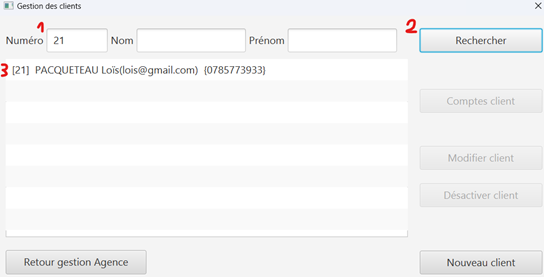 Gestion des clients
1 2
Numéro 21 Nom Prénom Rechercher
3 [21] PACQUETEAU Loïs(lois@gmail.com) {0785773933}
Comptes client
Modifier client
Désactiver client
Retour gestion Agence Nouveau client